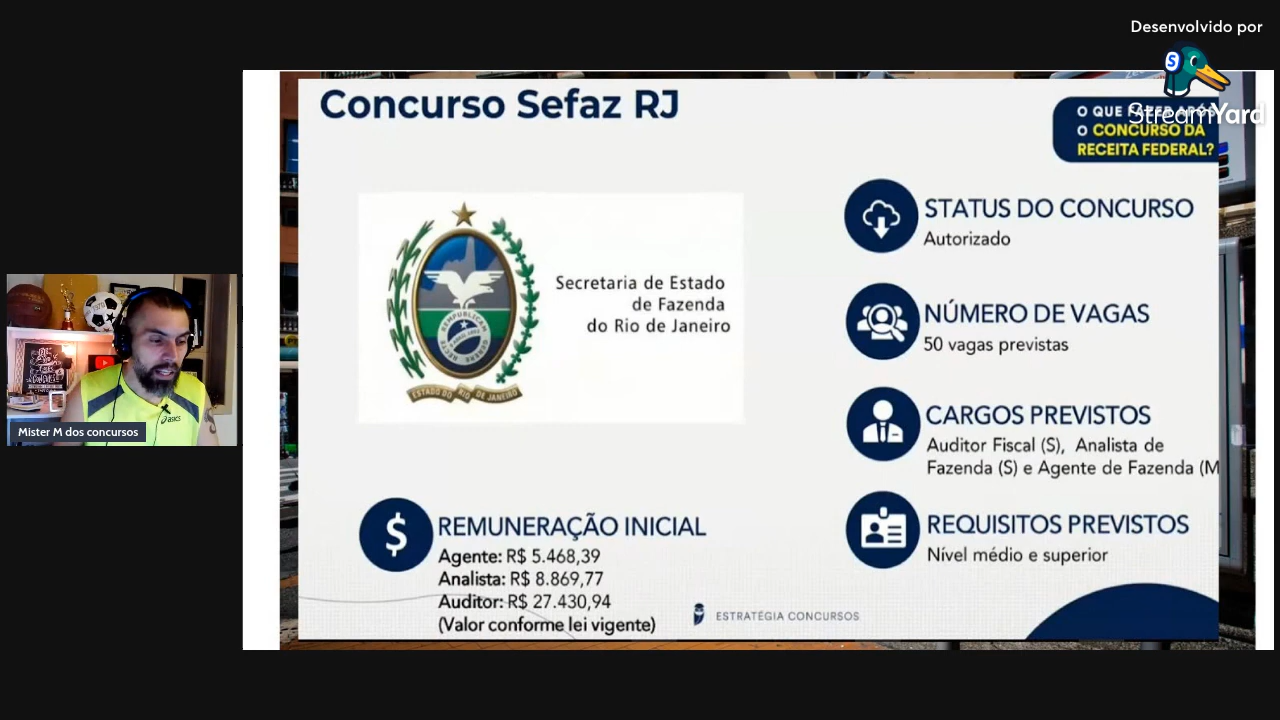 Desenvolvido por
StreamYard
Concurso Sefaz RJ
O QUE FAZER APÓS
O CONCURSO DA
RECEITA FEDERAL?
Secretaria de Estado
de Fazenda
do Rio de Janeiro
ESTADO DO RIO DE JANEIRO
STATUS DO CONCURSO
Autorizado
NÚMERO DE VAGAS
50 vagas previstas
CARGOS PREVISTOS
Auditor Fiscal (S), Analista de
Fazenda (S) e Agente de Fazenda (M
REQUISITOS PREVISTOS
Nível médio e superior
REMUNERAÇÃO INICIAL
Agente: R$ 5.468,39
Analista: R$ 8.869,77
Auditor: R$ 27.430,94
(Valor conforme lei vigente)
ESTRATÉGIA CONCURSOS
Mister M dos concursos
asics